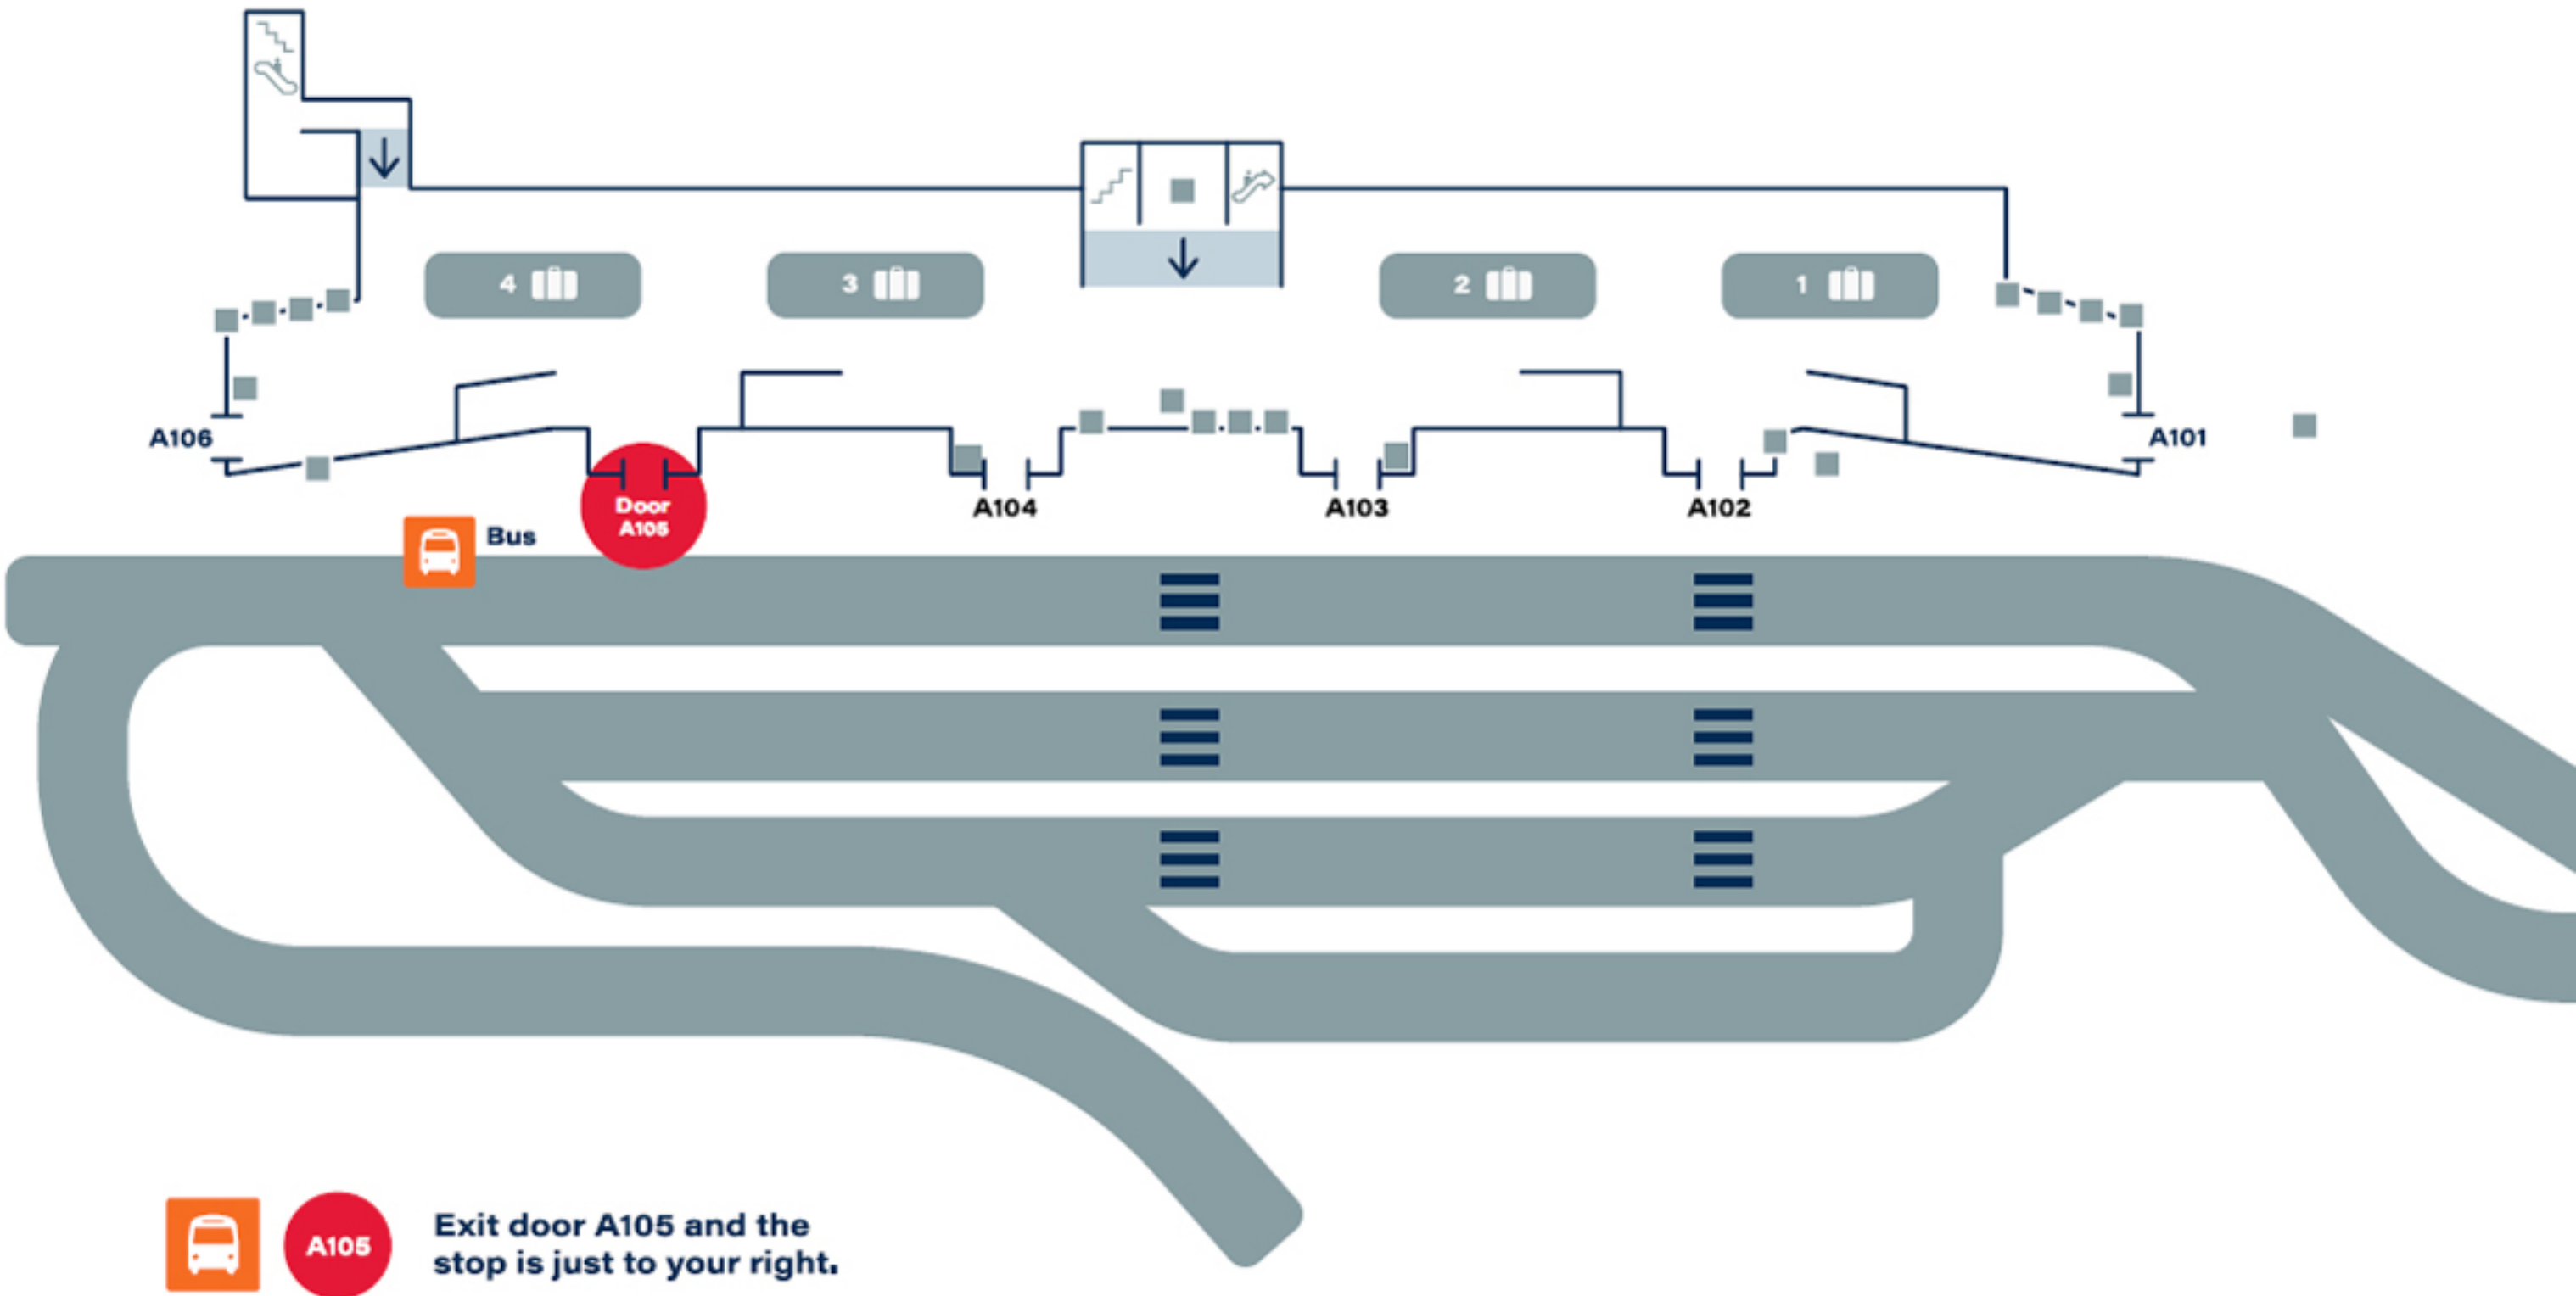 4
3
2
1
A106
A101
Door
A105
A104
A103
A102
Bus
A105
Exit door A105 and the
stop is just to your right.